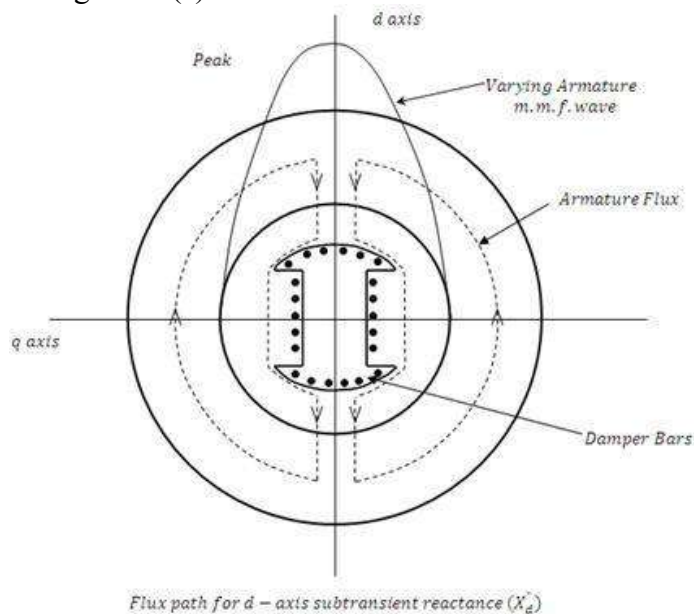 d axis
Peak
Varying Armature
m.m.f.wave
Armature Flux
q axis
Damper Bars
Flux path for d − axis subtransient reactance (X"d)